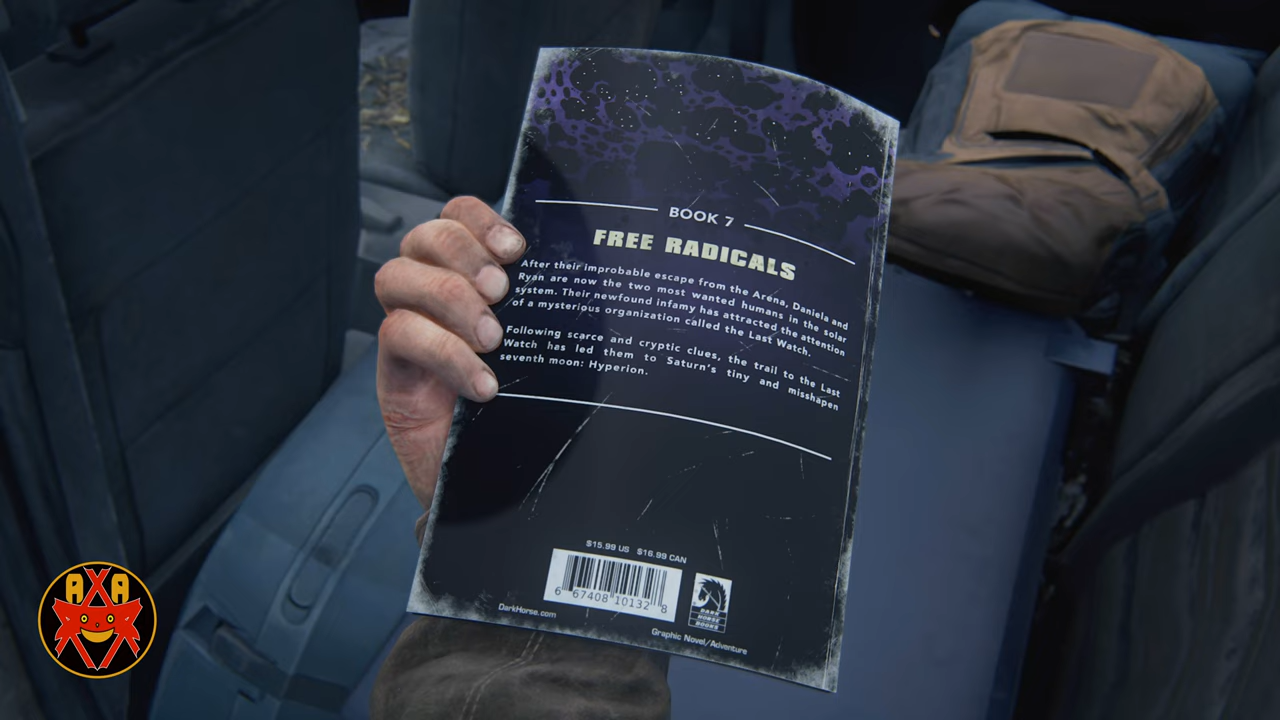 BOOK 7
FREE RADICALS
After their improbable escape from the Arena, Daniela and
Ryan are now the two most wanted humans in the solar
system. Their newfound infamy has attracted the attention
of a mysterious organization called the Last Watch.
Following scarce and cryptic clues, the trail to the Last
Watch has led them to Saturn's tiny and misshapen
seventh moon: Hyperion.
$15.99 US $16.99 CAN
6 67408 10132 8
DARK
HORSE
BOOKS
DarkHorse.com
Graphic Novel/Adventure
AXA